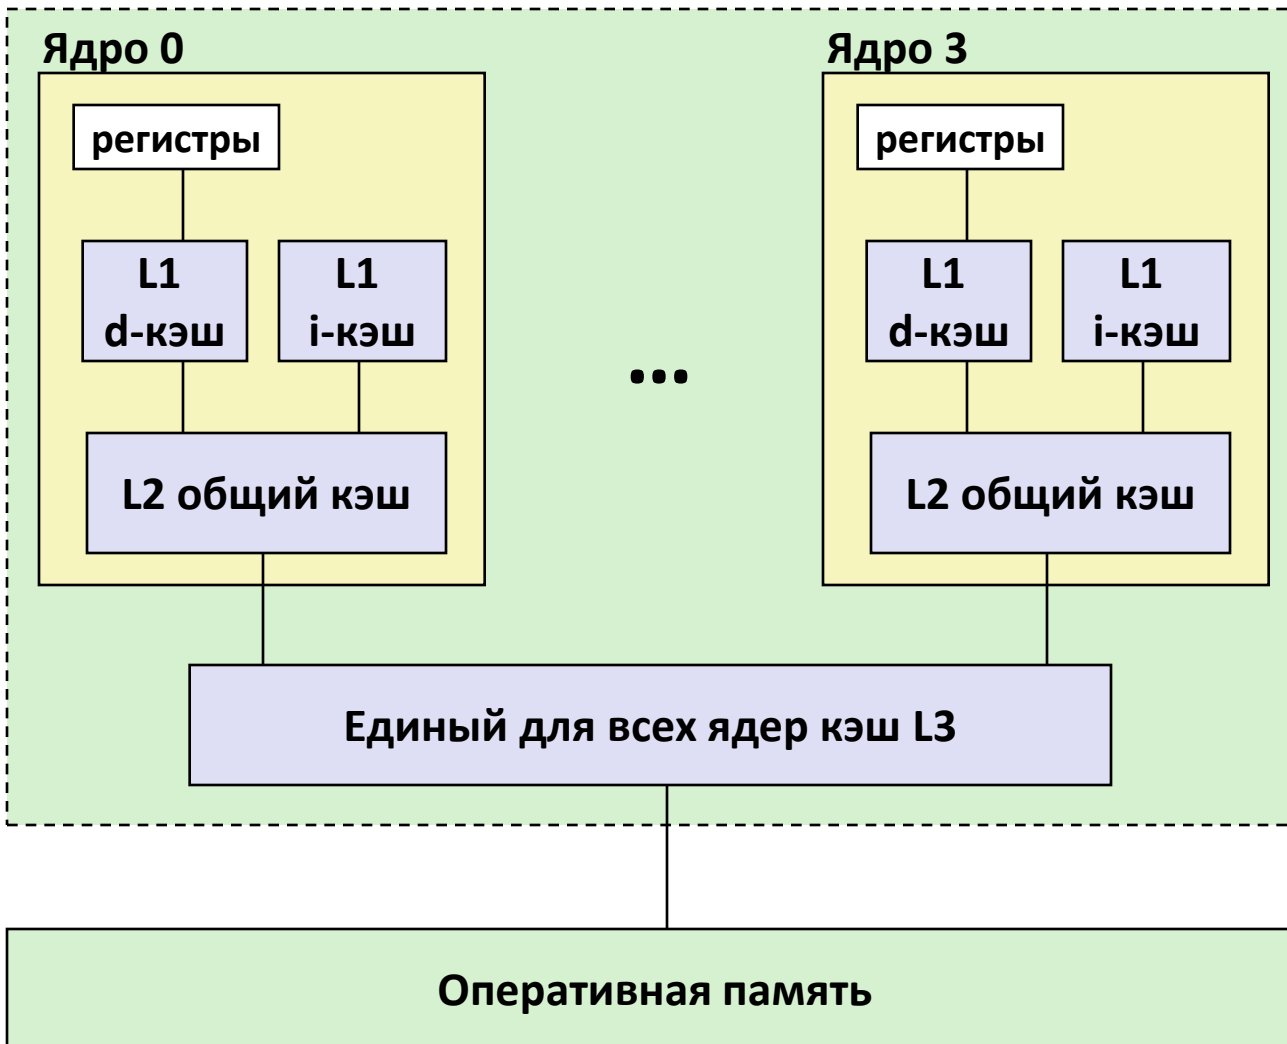 Ядро 0
регистры
L1
d-кэш
L1
i-кэш
L2 общий кэш
...
Ядро 3
регистры
L1
d-кэш
L1
i-кэш
L2 общий кэш
Единый для всех ядер кэш L3
Оперативная память